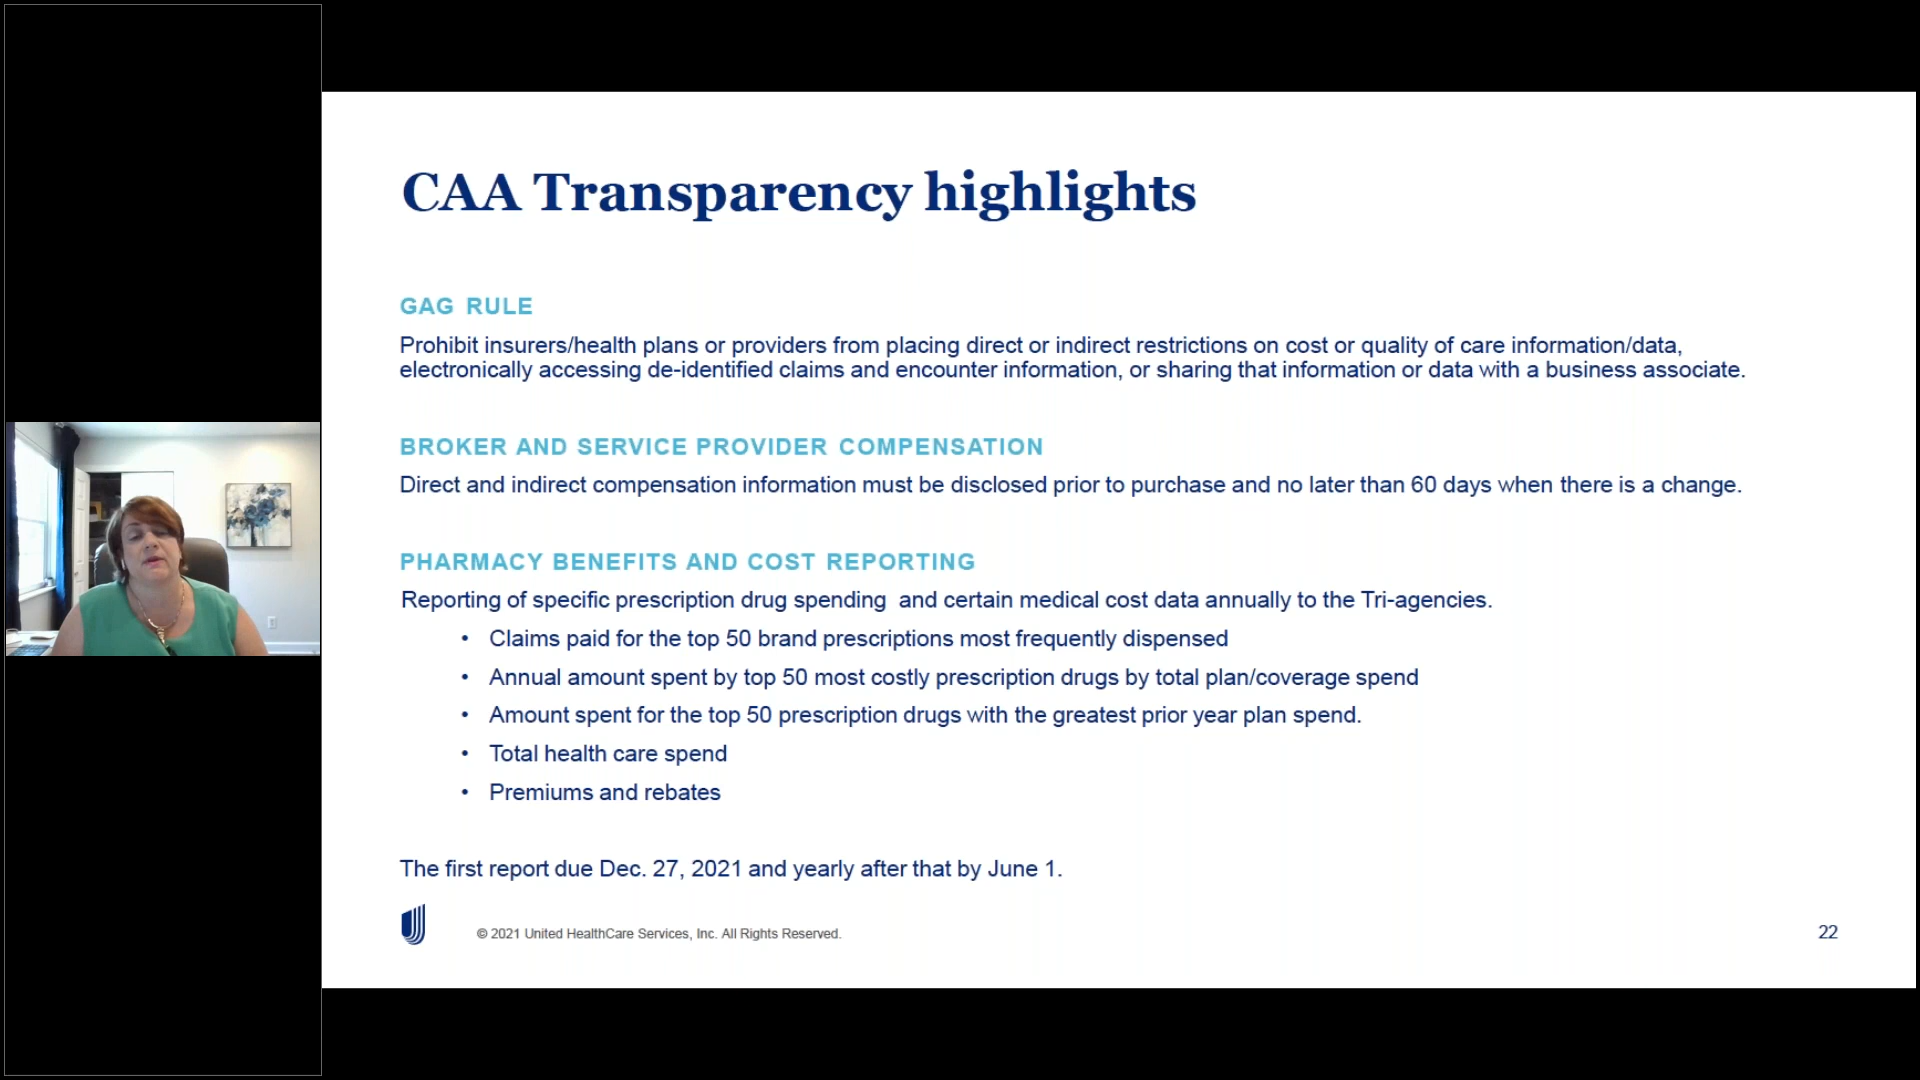 CAA Transparency highlights
GAG RULE
Prohibit insurers/health plans or providers from placing direct or indirect restrictions on cost or quality of care information/data,
electronically accessing de-identified claims and encounter information, or sharing that information or data with a business associate.
BROKER AND SERVICE PROVIDER COMPENSATION
Direct and indirect compensation information must be disclosed prior to purchase and no later than 60 days when there is a change.
PHARMACY BENEFITS AND COST REPORTING
Reporting of specific prescription drug spending  and certain medical cost data annually to the Tri-agencies.
• Claims paid for the top 50 brand prescriptions most frequently dispensed
• Annual amount spent by top 50 most costly prescription drugs by total plan/coverage spend
• Amount spent for the top 50 prescription drugs with the greatest prior year plan spend.
• Total health care spend
• Premiums and rebates
The first report due Dec. 27, 2021 and yearly after that by June 1.
© 2021 United HealthCare Services, Inc. All Rights Reserved.
22